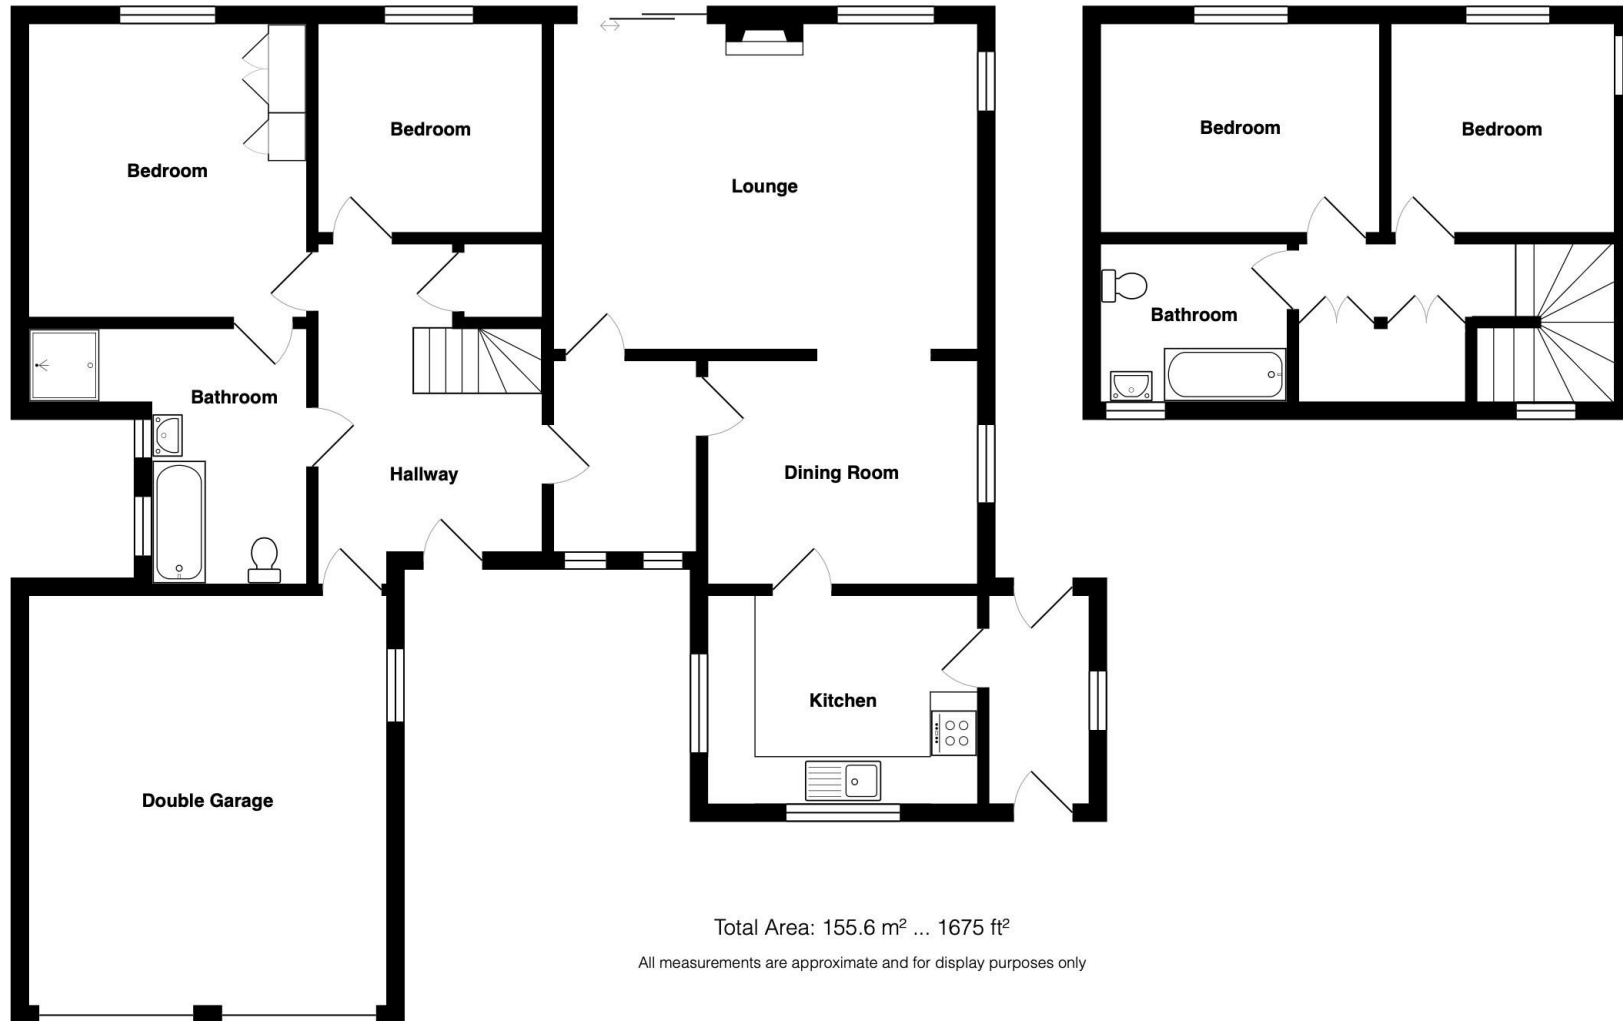 Bedroom
Bedroom
Lounge
Bathroom
Hallway
Dining Room
Kitchen
Double Garage
Bedroom
Bedroom
Bathroom
Total Area: 155.6 m² ... 1675 ft²
All measurements are approximate and for display purposes only